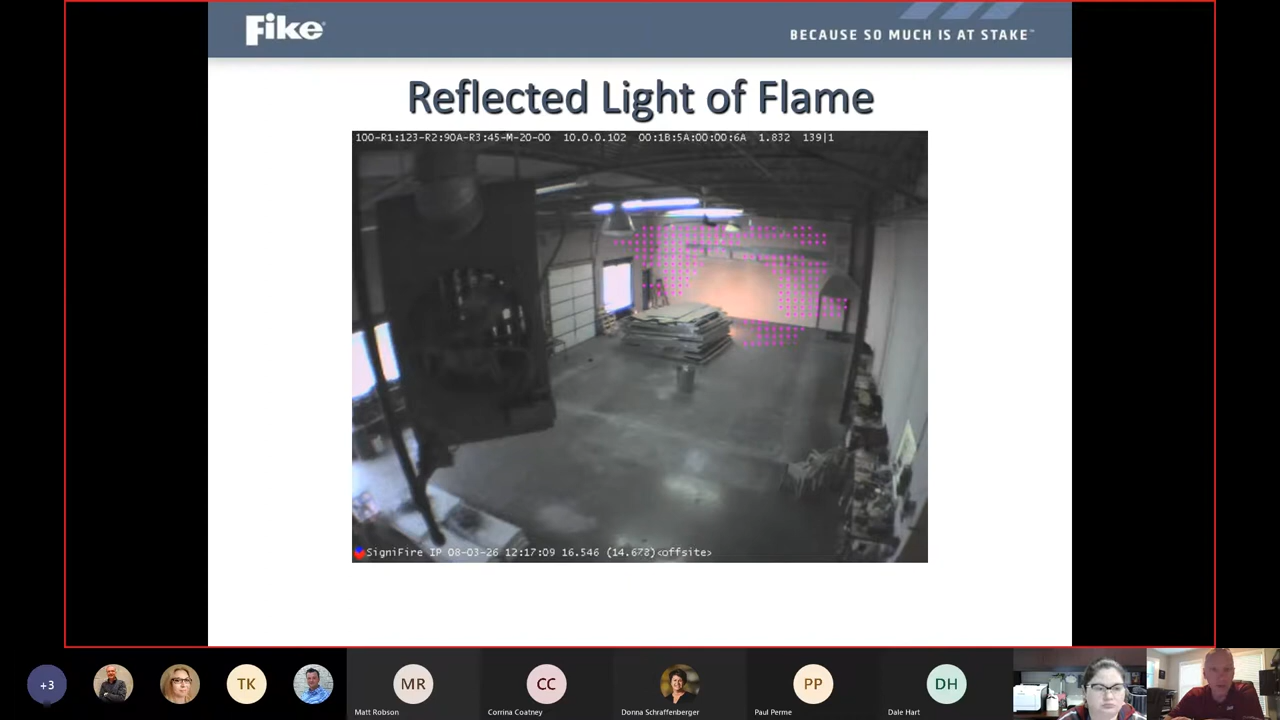 Fike
BECAUSE SO MUCH IS AT STAKE™
Reflected Light of Flame
100-R1:123-R2:90A-R3:45-M-20-00 10.0.0.102 00:1B:5A:00:00:6A 1.832 139|1
SigniFire IP 08-03-26 12:17:09 16.546 (14.678)<offsite>
+3
TK
MR
CC
PP
DH
Matt Robson
Corrina Coatney
Donna Schraffenberger
Paul Perme
Dale Hart